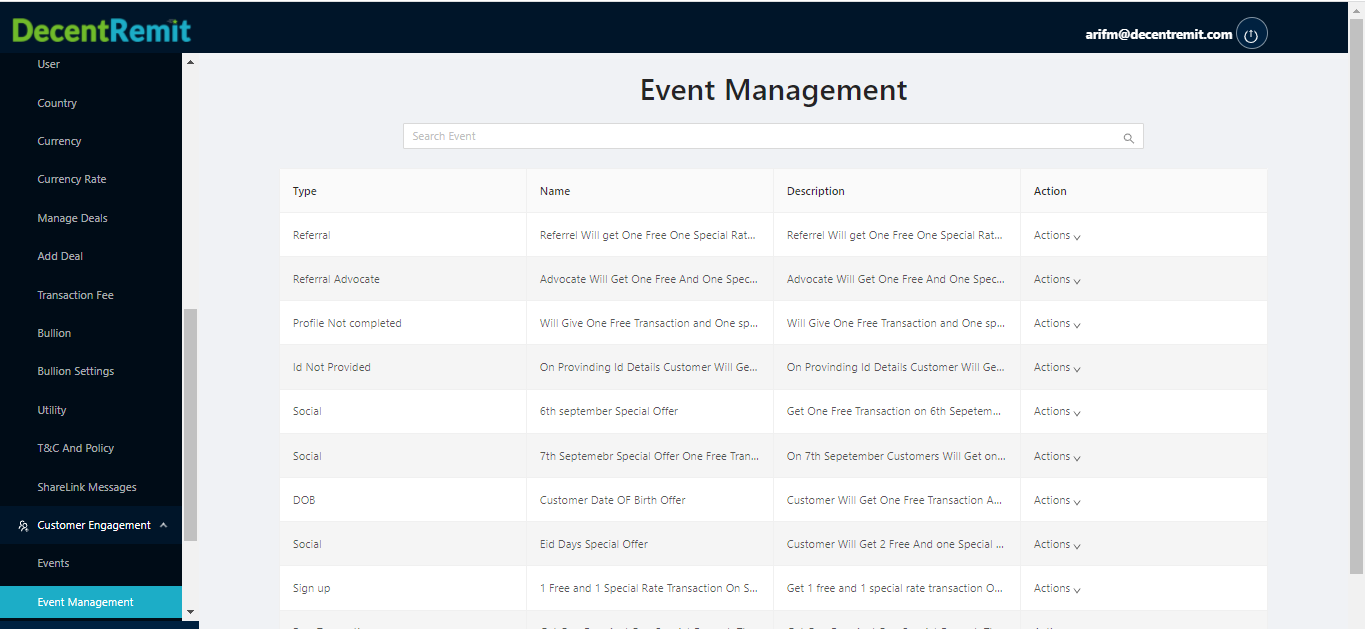 DecentRemit
arifm@decentremit.com
User
Country
Currency
Currency Rate
Manage Deals
Add Deal
Transaction Fee
Bullion
Bullion Settings
Utility
T&C And Policy
ShareLink Messages
Customer Engagement
Events
Event Management
Event Management
Search Event
Type Name Description Action
Referral Referrel Will get One Free One Special Rat... Referrel Will get One Free One Special Rat... Actions
Referral Advocate Advocate Will Get One Free And One Spec... Advocate Will Get One Free And One Spec... Actions
Profile Not completed Will Give One Free Transaction and One sp... Will Give One Free Transaction and One sp... Actions
Id Not Provided On Provinding Id Details Customer Will Ge... On Provinding Id Details Customer Will Ge... Actions
Social 6th september Special Offer Get One Free Transaction on 6th Sepetem... Actions
Social 7th Septemebr Special Offer One Free Tran... On 7th Sepetember Customers Will Get on... Actions
DOB Customer Date OF Birth Offer Customer Will Get One Free Transaction A... Actions
Social Eid Days Special Offer Customer Will Get 2 Free And one Special ... Actions
Sign up 1 Free and 1 Special Rate Transaction On S... Get 1 free and 1 special rate transaction O... Actions